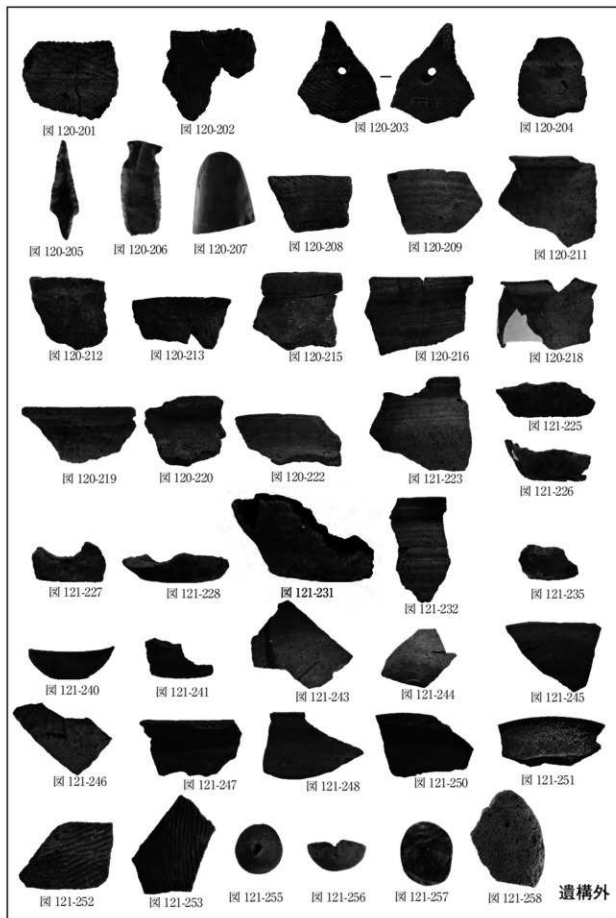 図 120-201 図 120-202 図 120-203 図 120-204
図 120-205 図 120-206 図 120-207 図 120-208 図 120-209 図 120-211
図 120-212 図 120-213 図 120-215 図 120-216 図 120-218
図 120-219 図 120-220 図 120-222 図 121-223 図 121-225
図 121-226
図 121-227 図 121-228 図 121-231 図 121-232 図 121-235
図 121-240 図 121-241 図 121-243 図 121-244 図 121-245
図 121-246 図 121-247 図 121-248 図 121-250 図 121-251
図 121-252 図 121-253 図 121-255 図 121-256 図 121-257 図 121-258
遺構外